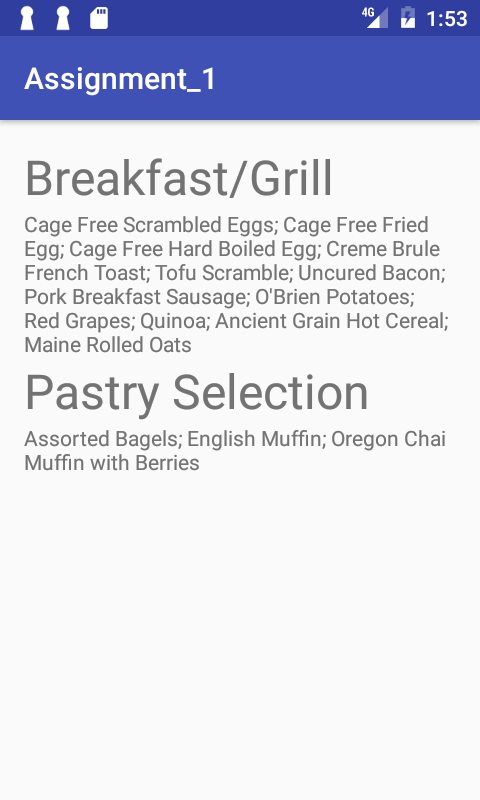 4G 1:53
Assignment_1
Breakfast/Grill
Cage Free Scrambled Eggs; Cage Free Fried
Egg; Cage Free Hard Boiled Egg; Creme Brule
French Toast; Tofu Scramble; Uncured Bacon;
Pork Breakfast Sausage; O'Brien Potatoes;
Red Grapes; Quinoa; Ancient Grain Hot Cereal;
Maine Rolled Oats
Pastry Selection
Assorted Bagels; English Muffin; Oregon Chai
Muffin with Berries